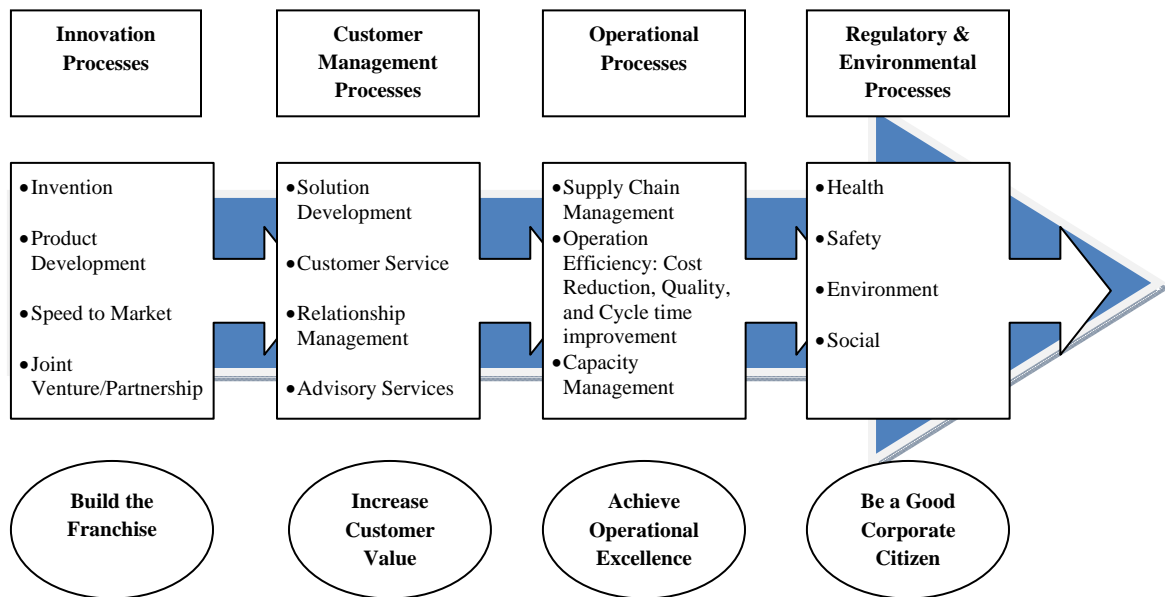 Innovation
Processes
Customer
Management
Processes
Operational
Processes
Regulatory &
Environmental
Processes
•Invention
•Product
Development
•Speed to Market
•Joint
Venture/Partnership
•Solution
Development
•Customer Service
•Relationship
Management
•Advisory Services
•Supply Chain
Management
•Operation
Efficiency: Cost
Reduction, Quality,
and Cycle time
improvement
•Capacity
Management
•Health
•Safety
•Environment
•Social
Build the
Franchise
Increase
Customer
Value
Achieve
Operational
Excellence
Be a Good
Corporate
Citizen